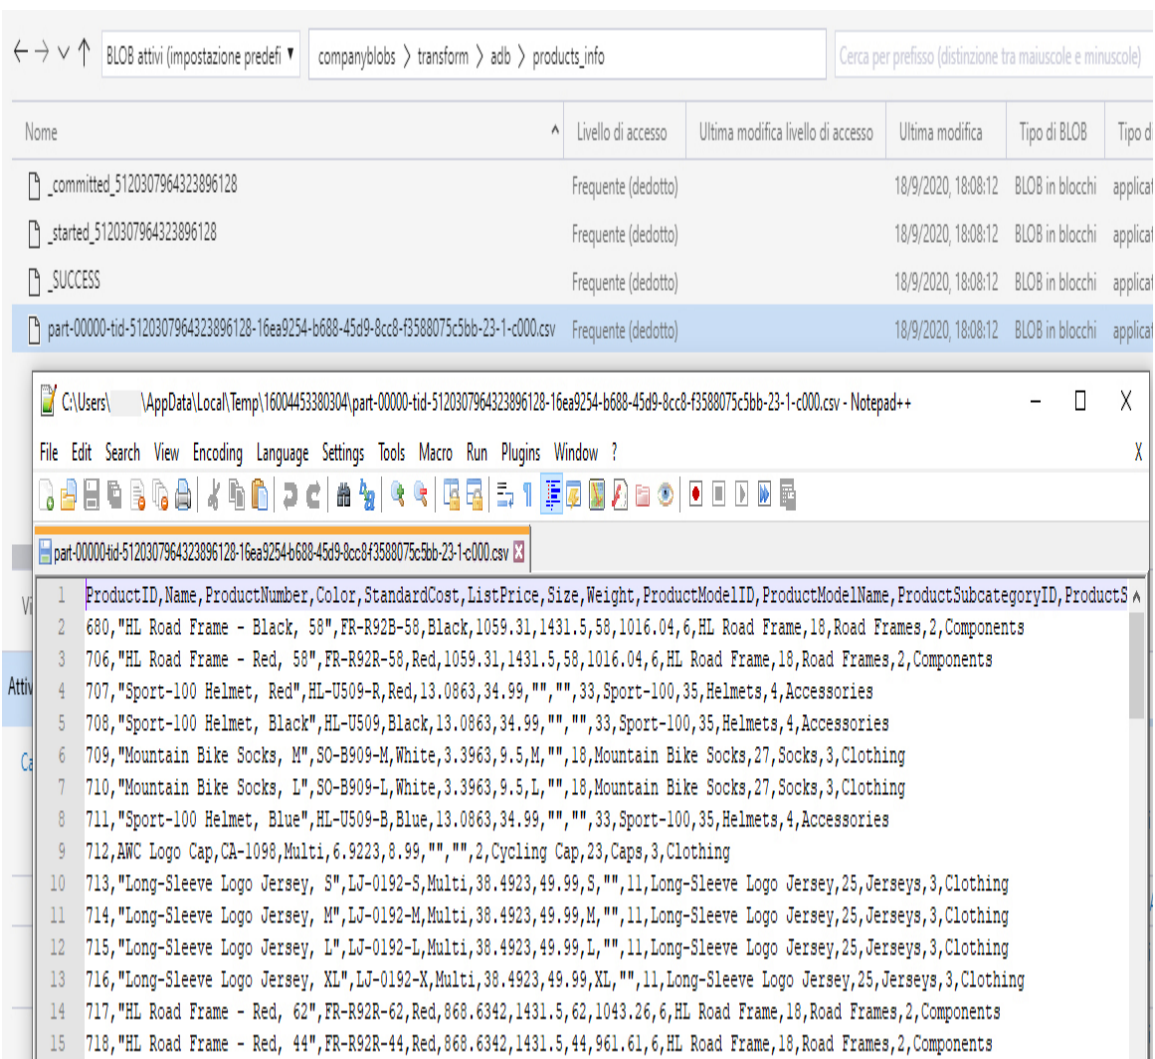 BLOB attivi (impostazione predefi
companyblobs > transform > adb > products_info
Cerca per prefisso (distinzione tra maiuscole e minuscole)
Nome Livello di accesso Ultima modifica livello di accesso Ultima modifica Tipo di BLOB Tipo di
_committed_5120307964323896128 Frequente (dedotto) 18/9/2020, 18:08:12 BLOB in blocchi applicat
_started_5120307964323896128 Frequente (dedotto) 18/9/2020, 18:08:12 BLOB in blocchi applicat
_SUCCESS Frequente (dedotto) 18/9/2020, 18:08:12 BLOB in blocchi applicat
part-00000-tid-5120307964323896128-16ea9254-b688-45d9-8cc8-f3588075c5bb-23-1-c000.csv Frequente (dedotto) 18/9/2020, 18:08:12 BLOB in blocchi applicat
C:\Users\ \AppData\Local\Temp\16004453380304\part-00000-tid-5120307964323896128-16ea9254-b688-45d9-8cc8-f3588075c5bb-23-1-c000.csv - Notepad++
File Edit Search View Encoding Language Settings Tools Macro Run Plugins Window ? X
part-00000-tid-5120307964323896128-16ea9254-b688-45d9-8cc8-f3588075c5bb-23-1-c000.csv
Vi
Attiv
Ca
1 ProductID,Name,ProductNumber,Color,StandardCost,ListPrice,Size,Weight,ProductModelID,ProductModelName,ProductSubcategoryID,ProductS
2 680,"HL Road Frame - Black, 58",FR-R92B-58,Black,1059.31,1431.5,58,1016.04,6,HL Road Frame,18,Road Frames,2,Components
3 706,"HL Road Frame - Red, 58",FR-R92R-58,Red,1059.31,1431.5,58,1016.04,6,HL Road Frame,18,Road Frames,2,Components
4 707,"Sport-100 Helmet, Red",HL-U509-R,Red,13.0863,34.99,"","",33,Sport-100,35,Helmets,4,Accessories
5 708,"Sport-100 Helmet, Black",HL-U509,Black,13.0863,34.99,"","",33,Sport-100,35,Helmets,4,Accessories
6 709,"Mountain Bike Socks, M",SO-B909-M,White,3.3963,9.5,M,"",18,Mountain Bike Socks,27,Socks,3,Clothing
7 710,"Mountain Bike Socks, L",SO-B909-L,White,3.3963,9.5,L,"",18,Mountain Bike Socks,27,Socks,3,Clothing
8 711,"Sport-100 Helmet, Blue",HL-U509-B,Blue,13.0863,34.99,"","",33,Sport-100,35,Helmets,4,Accessories
9 712,AWC Logo Cap,CA-1098,Multi,6.9223,8.99,"","",2,Cycling Cap,23,Caps,3,Clothing
10 713,"Long-Sleeve Logo Jersey, S",LJ-0192-S,Multi,38.4923,49.99,S,"",11,Long-Sleeve Logo Jersey,25,Jerseys,3,Clothing
11 714,"Long-Sleeve Logo Jersey, M",LJ-0192-M,Multi,38.4923,49.99,M,"",11,Long-Sleeve Logo Jersey,25,Jerseys,3,Clothing
12 715,"Long-Sleeve Logo Jersey, L",LJ-0192-L,Multi,38.4923,49.99,L,"",11,Long-Sleeve Logo Jersey,25,Jerseys,3,Clothing
13 716,"Long-Sleeve Logo Jersey, XL",LJ-0192-X,Multi,38.4923,49.99,XL,"",11,Long-Sleeve Logo Jersey,25,Jerseys,3,Clothing
14 717,"HL Road Frame - Red, 62",FR-R92R-62,Red,868.6342,1431.5,62,1043.26,6,HL Road Frame,18,Road Frames,2,Components
15 718,"HL Road Frame - Red, 44",FR-R92R-44,Red,868.6342,1431.5,44,961.61,6,HL Road Frame,18,Road Frames,2,Components